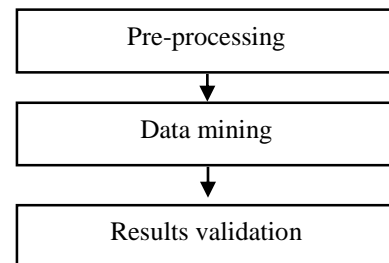 Pre-processing
Data mining
Results validation